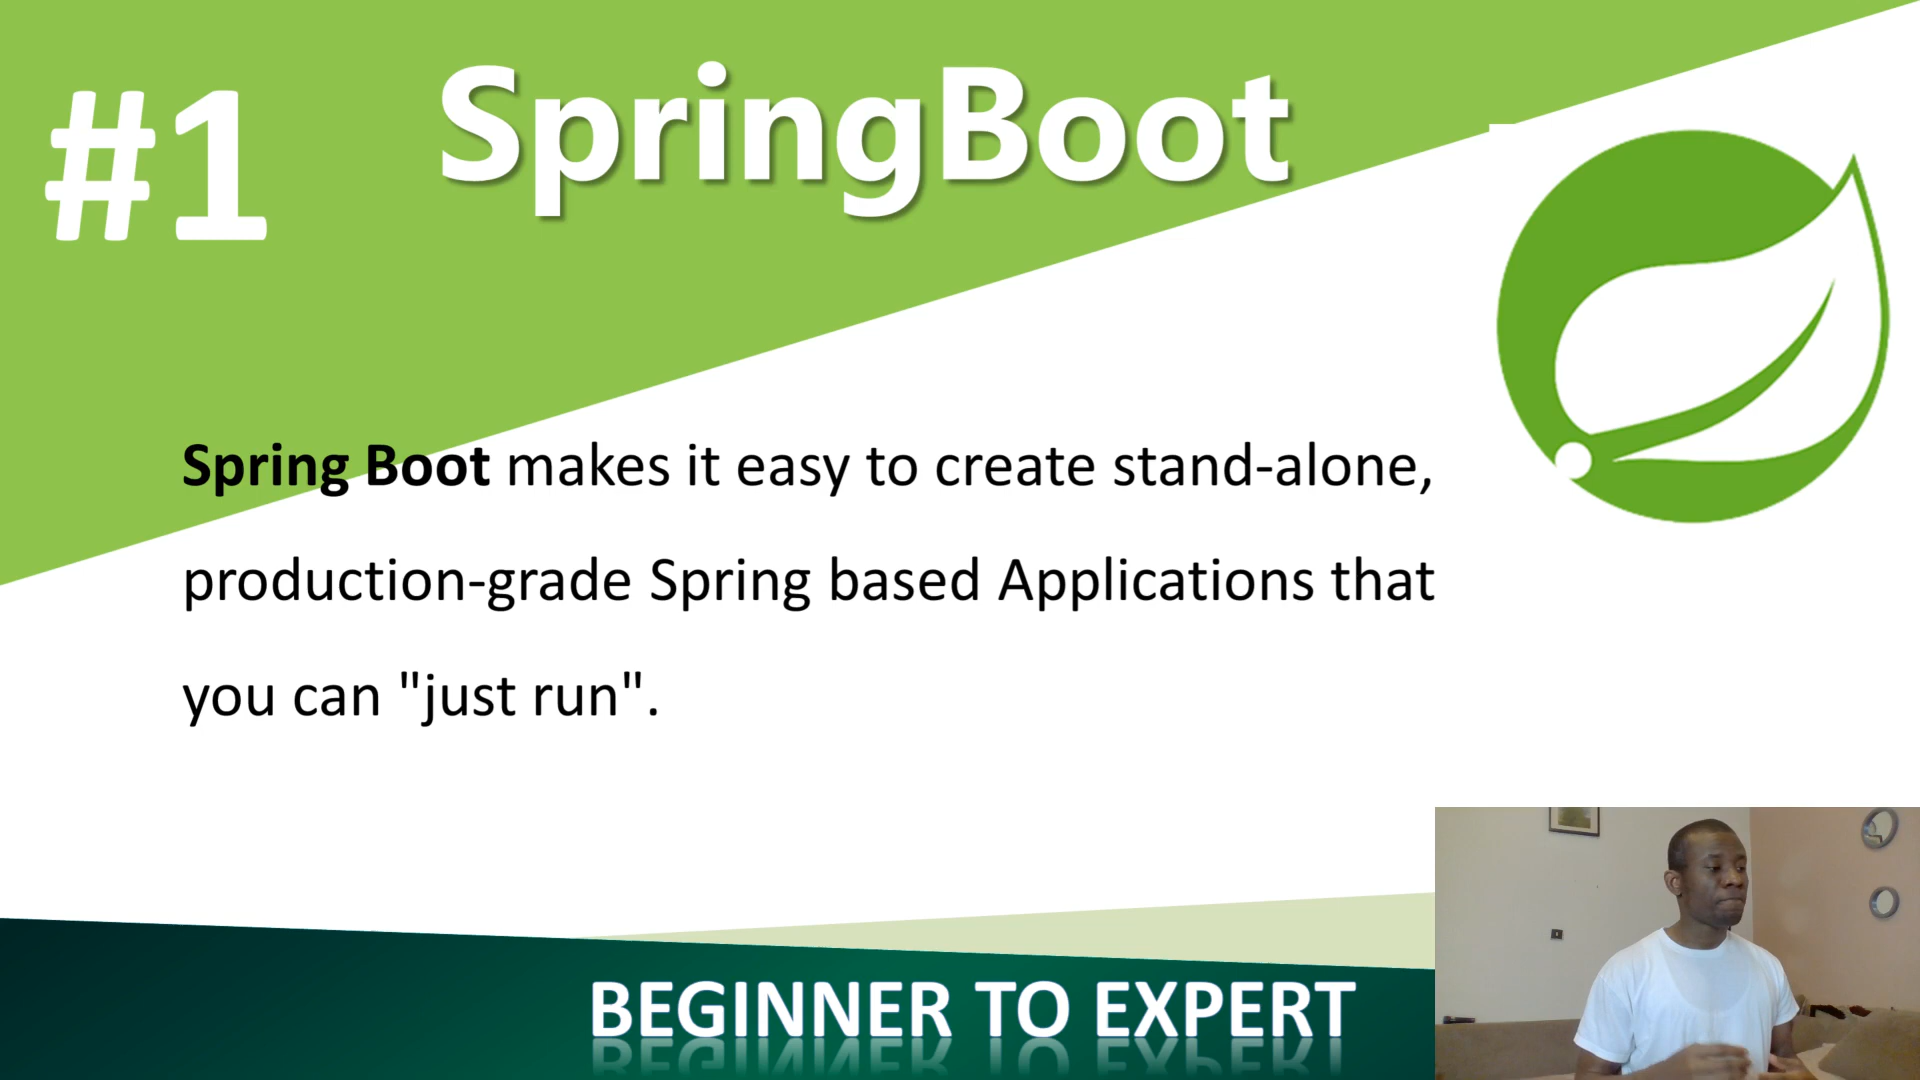 #1
SpringBoot
Spring Boot makes it easy to create stand-alone,
production-grade Spring based Applications that
you can "just run".
BEGINNER TO EXPERT